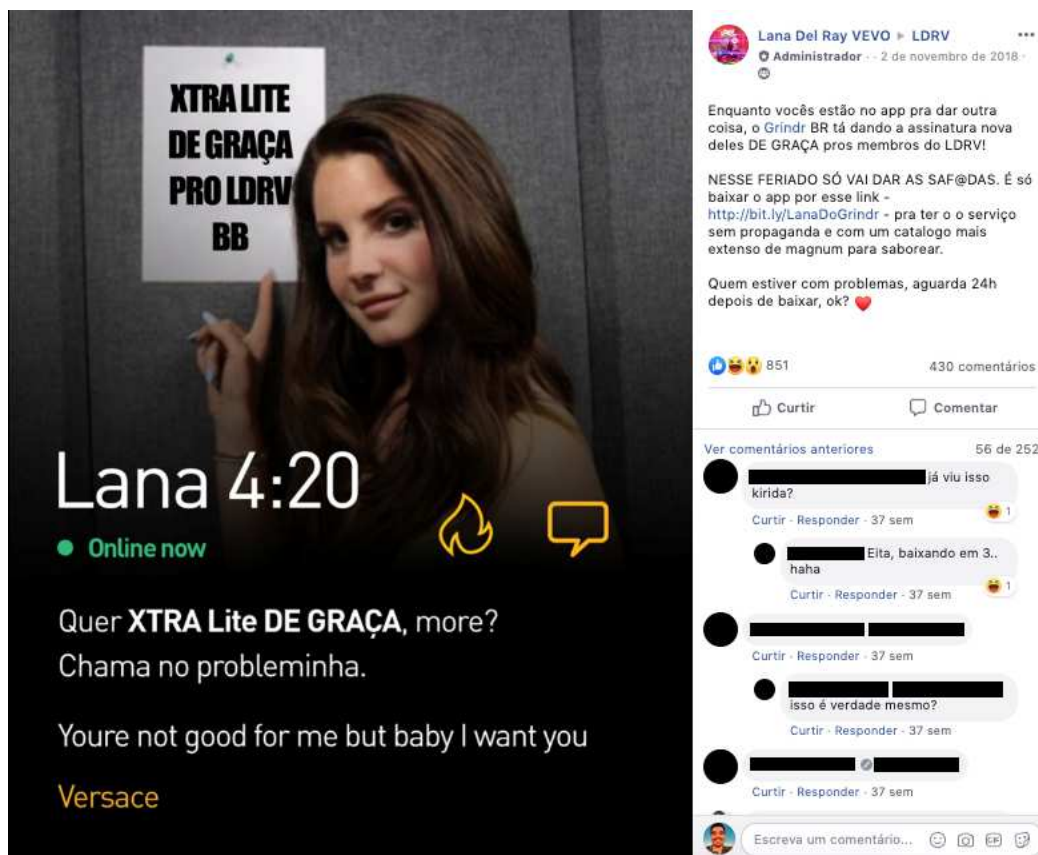 XTRA LITE
DE GRAÇA
PRO LDRV
BB
Lana 4:20
Online now
Quer XTRA Lite DE GRAÇA, more?
Chama no probleminha.
Youre not good for me but baby I want you
Versace
Lana Del Ray VEVO ▸ LDRV
Administrador · · 2 de novembro de 2018 ·
Enquanto vocês estão no app pra dar outra
coisa, o Grindr BR tá dando a assinatura nova
deles DE GRAÇA pros membros do LDRV!
NESSE FERIADO SÓ VAI DAR AS SAF@DAS. É só
baixar o app por esse link -
http://bit.ly/LanaDoGrindr - pra ter o o serviço
sem propaganda e com um catalogo mais
extenso de magnum para saborear.
Quem estiver com problemas, aguarda 24h
depois de baixar, ok? ❤️
851
430 comentários
Curtir
Comentar
Ver comentários anteriores
56 de 252
já viu isso
kirida?
1
Curtir · Responder · 37 sem
Eita, baixando em 3..
haha
1
Curtir · Responder · 37 sem
Curtir · Responder · 37 sem
isso é verdade mesmo?
Curtir · Responder · 37 sem
Curtir · Responder · 37 sem
Escreva um comentário...
GIF